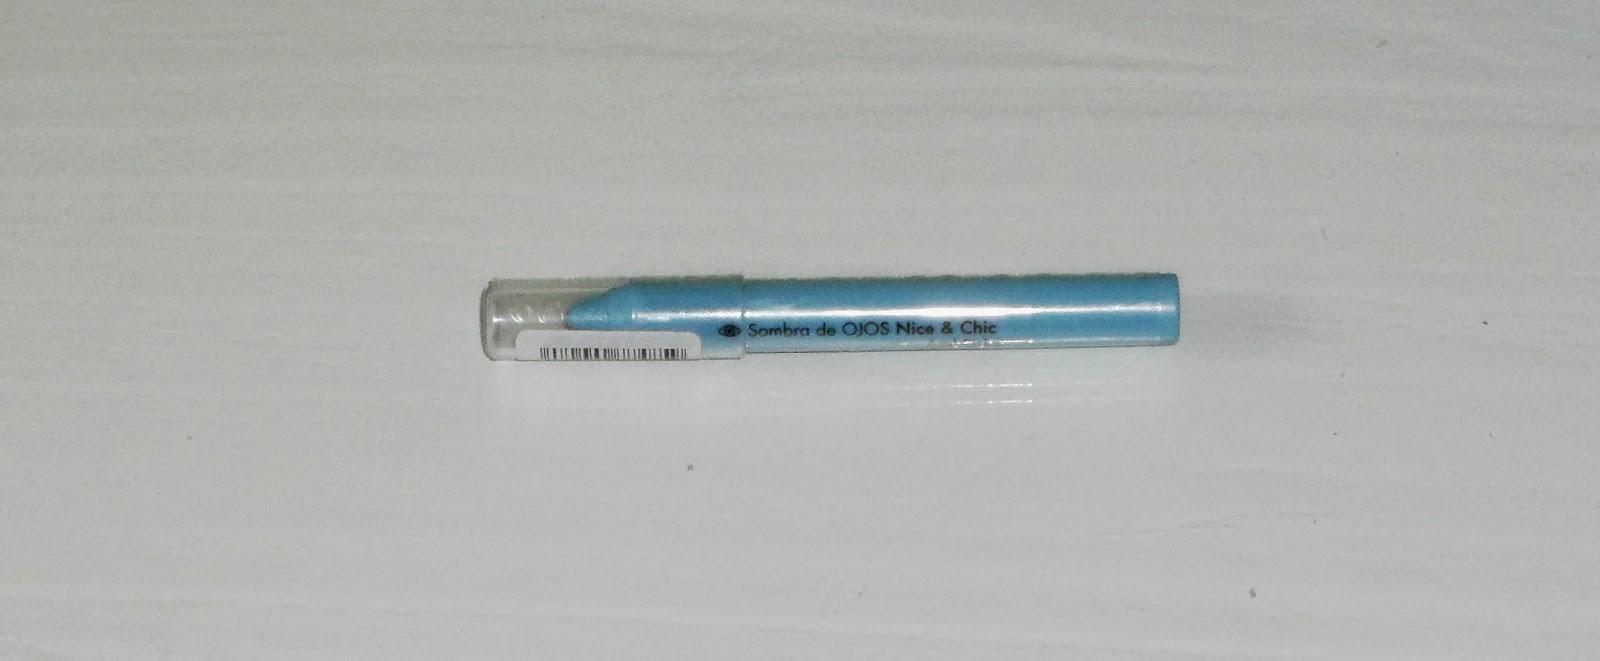 Sombra de OJOS Nice & Chic